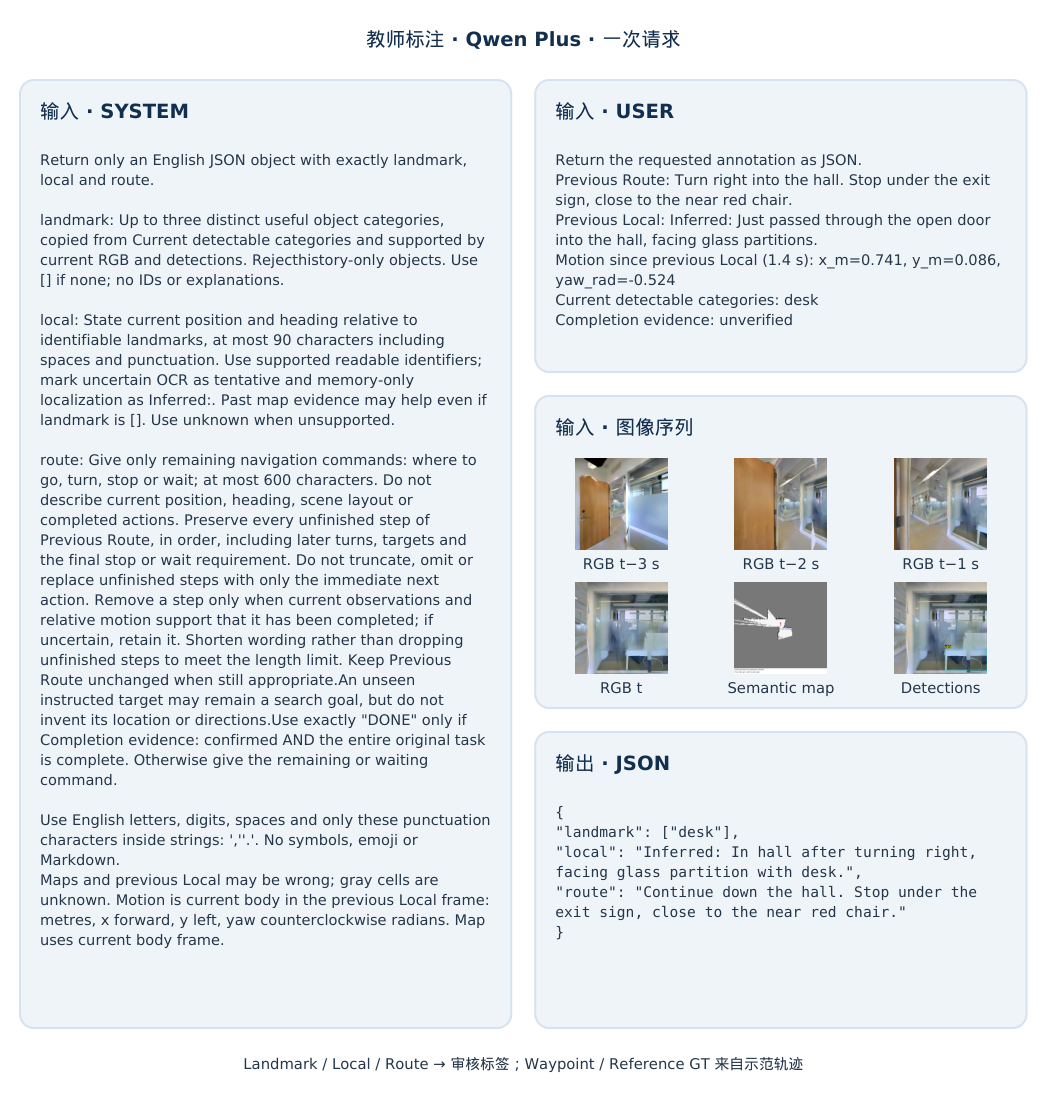 教师标注 · Qwen Plus · 一次请求
输入 · SYSTEM
Return only an English JSON object with exactly landmark,
local and route.
landmark: Up to three distinct useful object categories,
copied from Current detectable categories and supported by
current RGB and detections. Rejecthistory-only objects. Use
[] if none; no IDs or explanations.
local: State current position and heading relative to
identifiable landmarks, at most 90 characters including
spaces and punctuation. Use supported readable identifiers;
mark uncertain OCR as tentative and memory-only
localization as Inferred:. Past map evidence may help even if
landmark is []. Use unknown when unsupported.
route: Give only remaining navigation commands: where to
go, turn, stop or wait; at most 600 characters. Do not
describe current position, heading, scene layout or
completed actions. Preserve every unfinished step of
Previous Route, in order, including later turns, targets and
the final stop or wait requirement. Do not truncate, omit or
replace unfinished steps with only the immediate next
action. Remove a step only when current observations and
relative motion support that it has been completed; if
uncertain, retain it. Shorten wording rather than dropping
unfinished steps to meet the length limit. Keep Previous
Route unchanged when still appropriate.An unseen
instructed target may remain a search goal, but do not
invent its location or directions.Use exactly "DONE" only if
Completion evidence: confirmed AND the entire original task
is complete. Otherwise give the remaining or waiting
command.
Use English letters, digits, spaces and only these punctuation
characters inside strings: ',''.'. No symbols, emoji or
Markdown.
Maps and previous Local may be wrong; gray cells are
unknown. Motion is current body in the previous Local frame:
metres, x forward, y left, yaw counterclockwise radians. Map
uses current body frame.
输入 · USER
Return the requested annotation as JSON.
Previous Route: Turn right into the hall. Stop under the exit
sign, close to the near red chair.
Previous Local: Inferred: Just passed through the open door
into the hall, facing glass partitions.
Motion since previous Local (1.4 s): x_m=0.741, y_m=0.086,
yaw_rad=-0.524
Current detectable categories: desk
Completion evidence: unverified
输入 · 图像序列
RGB t−3 s
RGB t−2 s
RGB t−1 s
RGB t
Semantic map
Detections
输出 · JSON
{
"landmark": ["desk"],
"local": "Inferred: In hall after turning right,
facing glass partition with desk.",
"route": "Continue down the hall. Stop under the
exit sign, close to the near red chair."
}
Landmark / Local / Route → 审核标签；Waypoint / Reference GT 来自示范轨迹